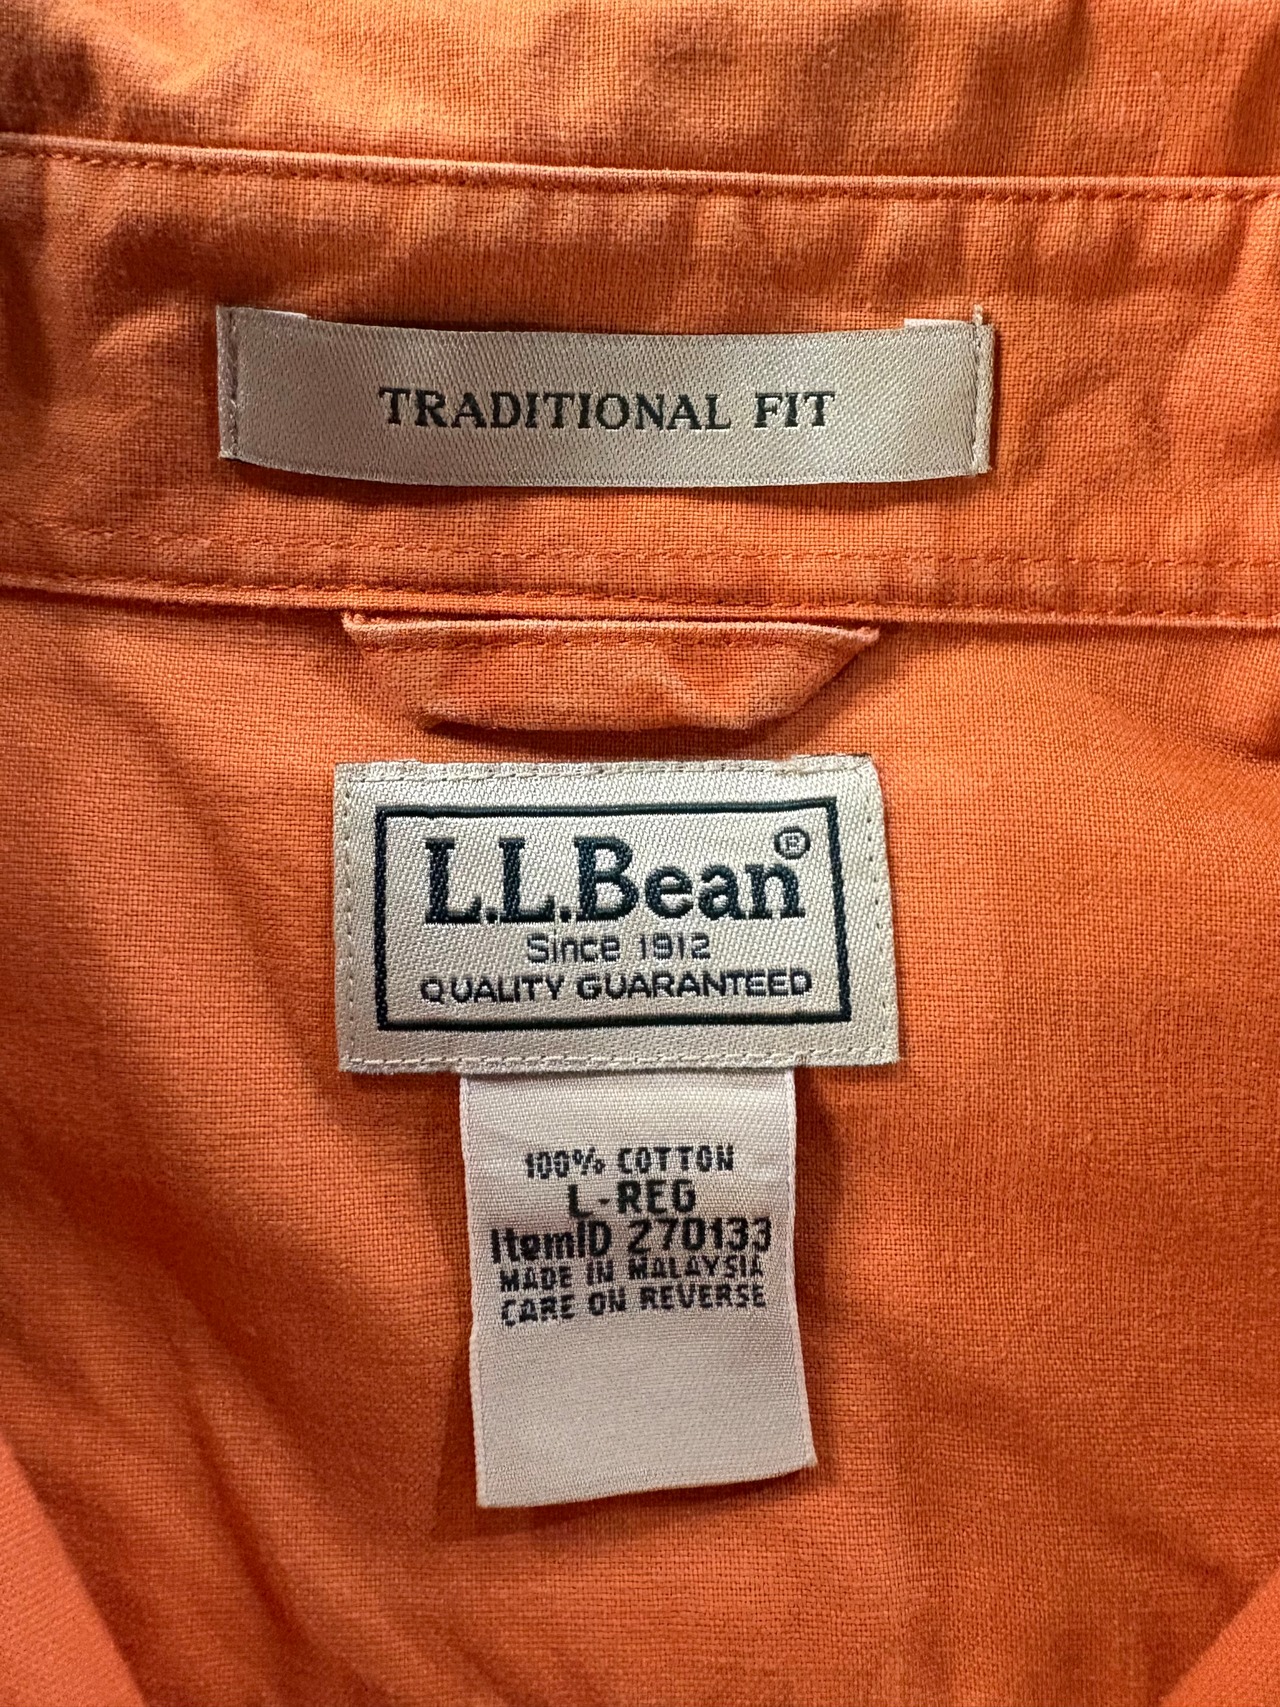 TRADITIONAL FIT
L.L.Bean®
Since 1912
QUALITY GUARANTEED
100% COTTON
L-REG
ItemID 270133
MADE IN MALAYSIA
CARE ON REVERSE